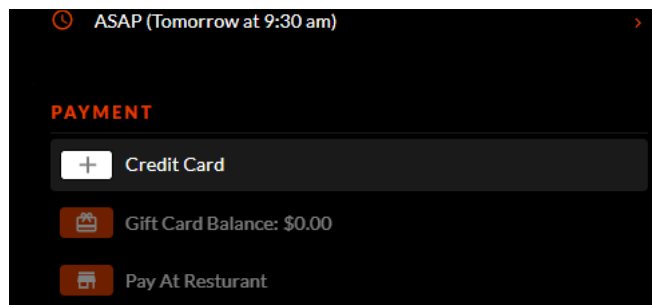 ASAP (Tomorrow at 9:30 am)
PAYMENT
Credit Card
Gift Card Balance: $0.00
Pay At Resturant